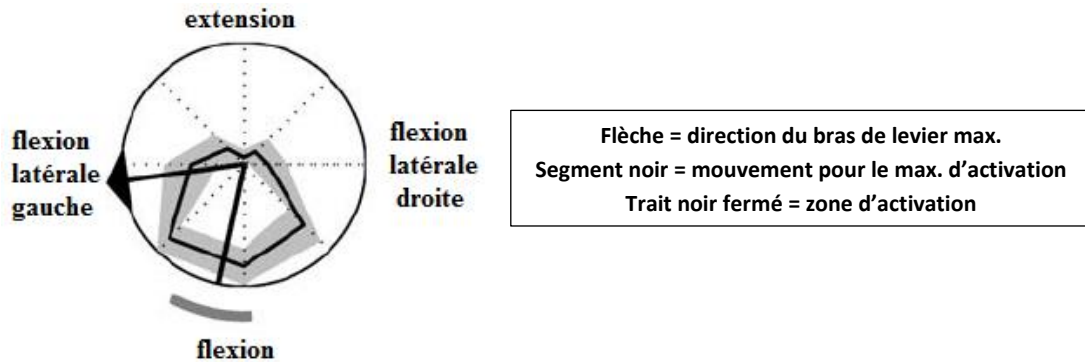 extension
flexion
latérale
gauche
flexion
latérale
droite
flexion
Flèche = direction du bras de levier max.
Segment noir = mouvement pour le max. d’activation
Trait noir fermé = zone d’activation